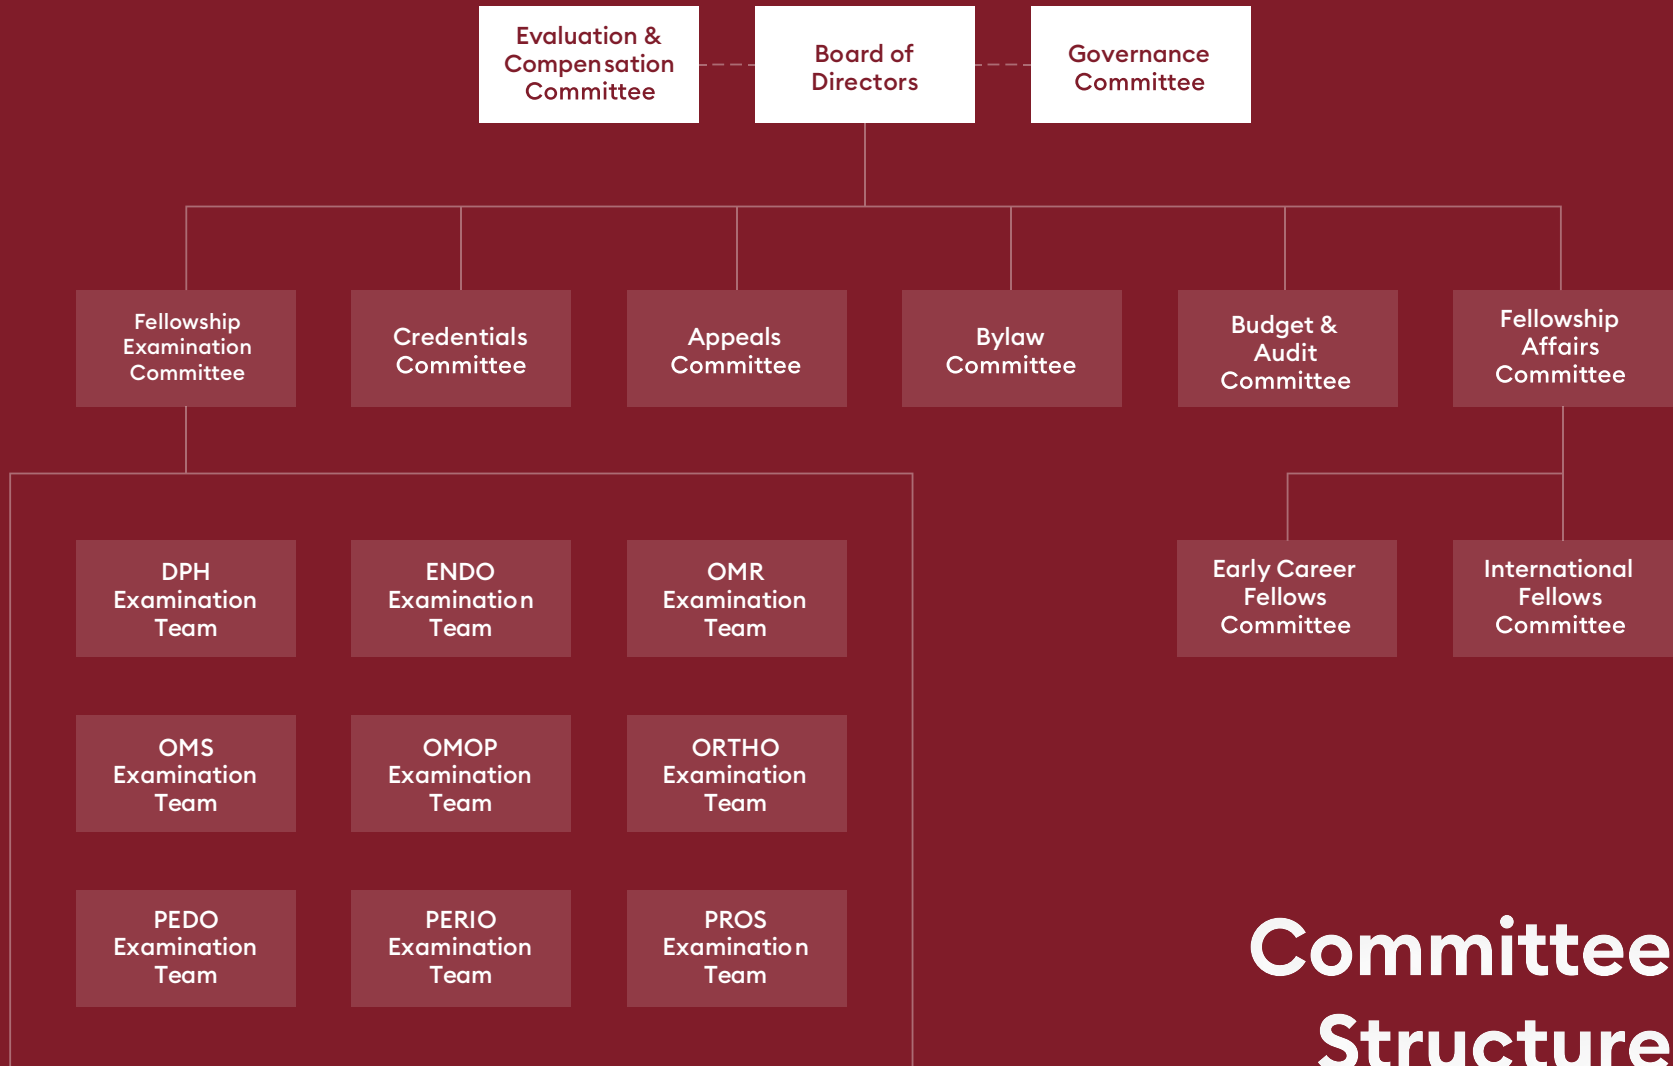 Evaluation &
Compensation
Committee
Board of
Directors
Governance
Committee
Fellowship
Examination
Committee
Credentials
Committee
Appeals
Committee
Bylaw
Committee
Budget &
Audit
Committee
Fellowship
Affairs
Committee
DPH
Examination
Team
ENDO
Examination
Team
OMR
Examination
Team
Early Career
Fellows
Committee
International
Fellows
Committee
OMS
Examination
Team
OMOP
Examination
Team
ORTHO
Examination
Team
PEDO
Examination
Team
PERIO
Examination
Team
PROS
Examination
Team
Committee
Structure